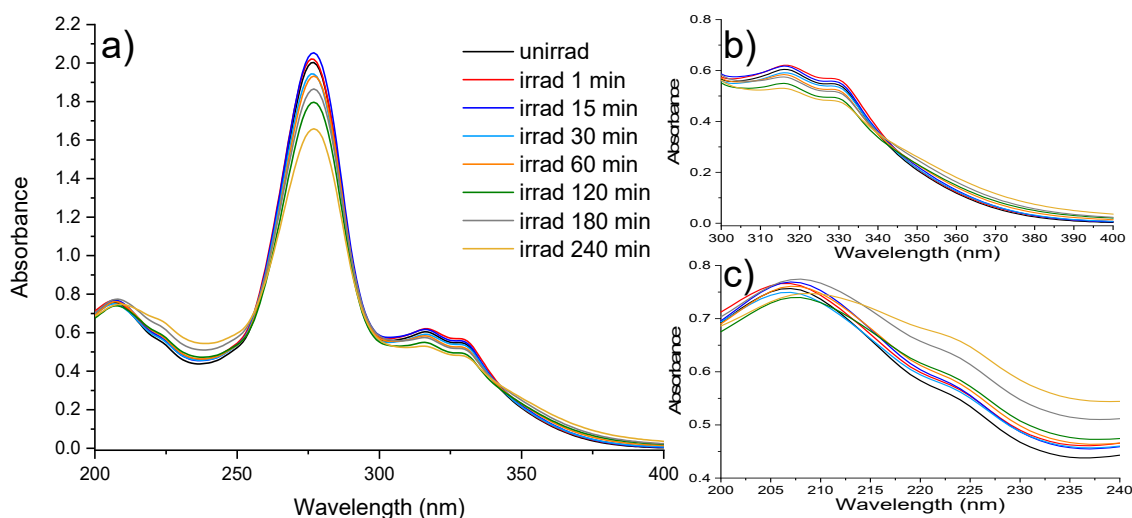 a)
2.2
2.0
1.8
1.6
1.4
1.2
1.0
0.8
0.6
0.4
0.2
0.0
Absorbance
200 250 300 350 400
Wavelength (nm)
unirrad
irrad 1 min
irrad 15 min
irrad 30 min
irrad 60 min
irrad 120 min
irrad 180 min
irrad 240 min
b)
0.8
0.6
0.4
0.2
0.0
Absorbance
300 310 320 330 340 350 360 370 380 390 400
Wavelength (nm)
c)
0.8
0.7
0.6
0.5
0.4
Absorbance
200 205 210 215 220 225 230 235 240
Wavelength (nm)